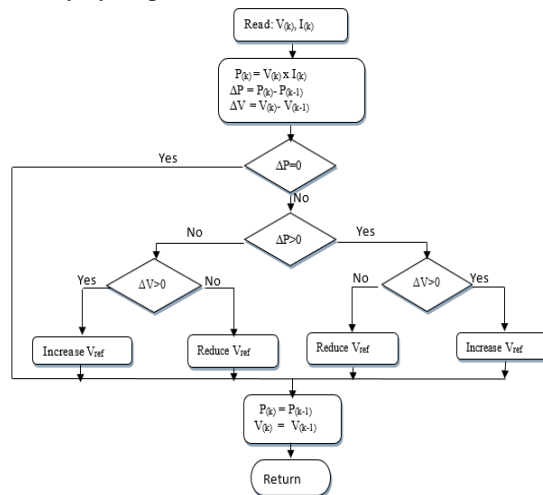 Read: V(k), I(k)
P(k) = V(k) x I(k)
ΔP = P(k)- P(k-1)
ΔV = V(k)- V(k-1)
Yes
ΔP=0
No
No
ΔP>0
Yes
Yes
ΔV>0
No
No
ΔV>0
Yes
Increase Vref
Reduce Vref
Reduce Vref
Increase Vref
P(k) = P(k-1)
V(k) = V(k-1)
Return